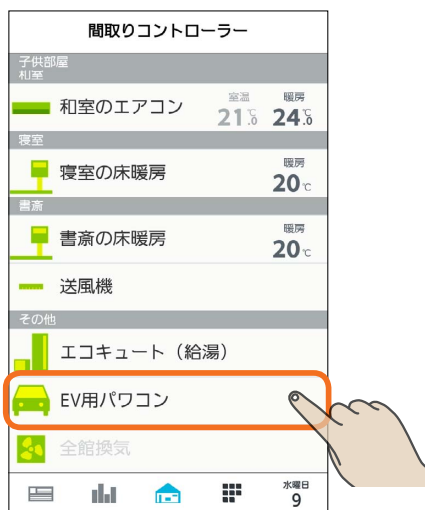 間取りコントローラー
子供部屋
和室
和室のエアコン
室温
21.0℃
暖房
24.0℃
寝室
寝室の床暖房
暖房
20℃
書斎
書斎の床暖房
暖房
20℃
送風機
その他
エコキュート（給湯）
EV用パワコン
全館換気
水曜日
9